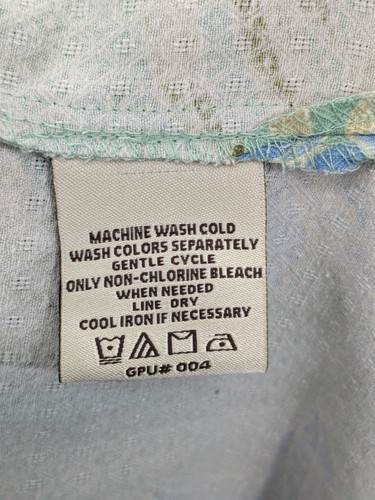 MACHINE WASH COLD
WASH COLORS SEPARATELY
GENTLE CYCLE
ONLY NON-CHLORINE BLEACH
WHEN NEEDED
LINE DRY
COOL IRON IF NECESSARY
GPU# 004